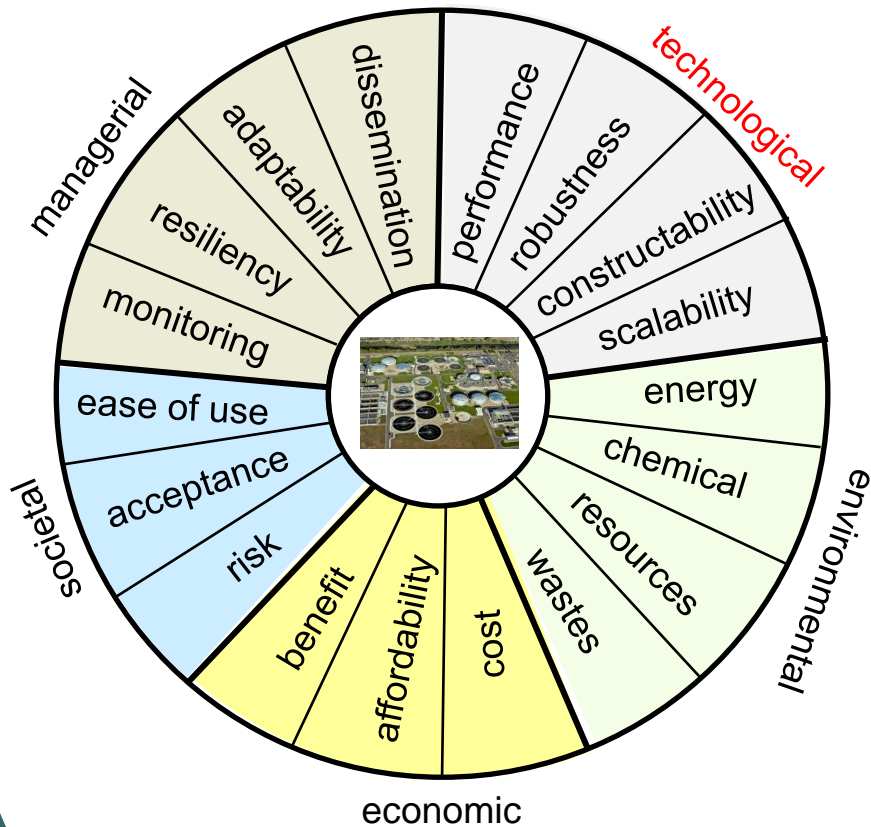 technological
performance
robustness
constructability
scalability
environmental
energy
chemical
resources
wastes
economic
cost
affordability
benefit
societal
risk
acceptance
ease of use
managerial
monitoring
resiliency
adaptability
dissemination